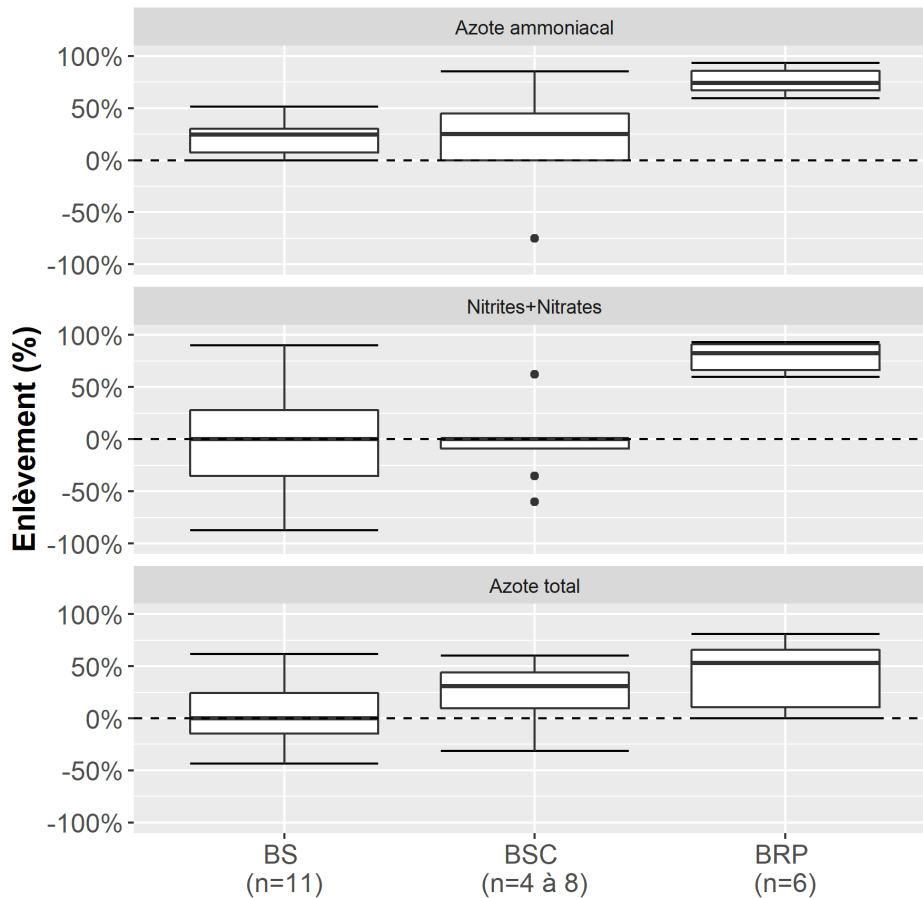 Azote ammoniacal
100%
50%
0%
-50%
-100%
Nitrites+Nitrates
100%
50%
0%
-50%
-100%
Azote total
100%
50%
0%
-50%
-100%
Enlèvement (%)
BS
(n=11)
BSC
(n=4 à 8)
BRP
(n=6)